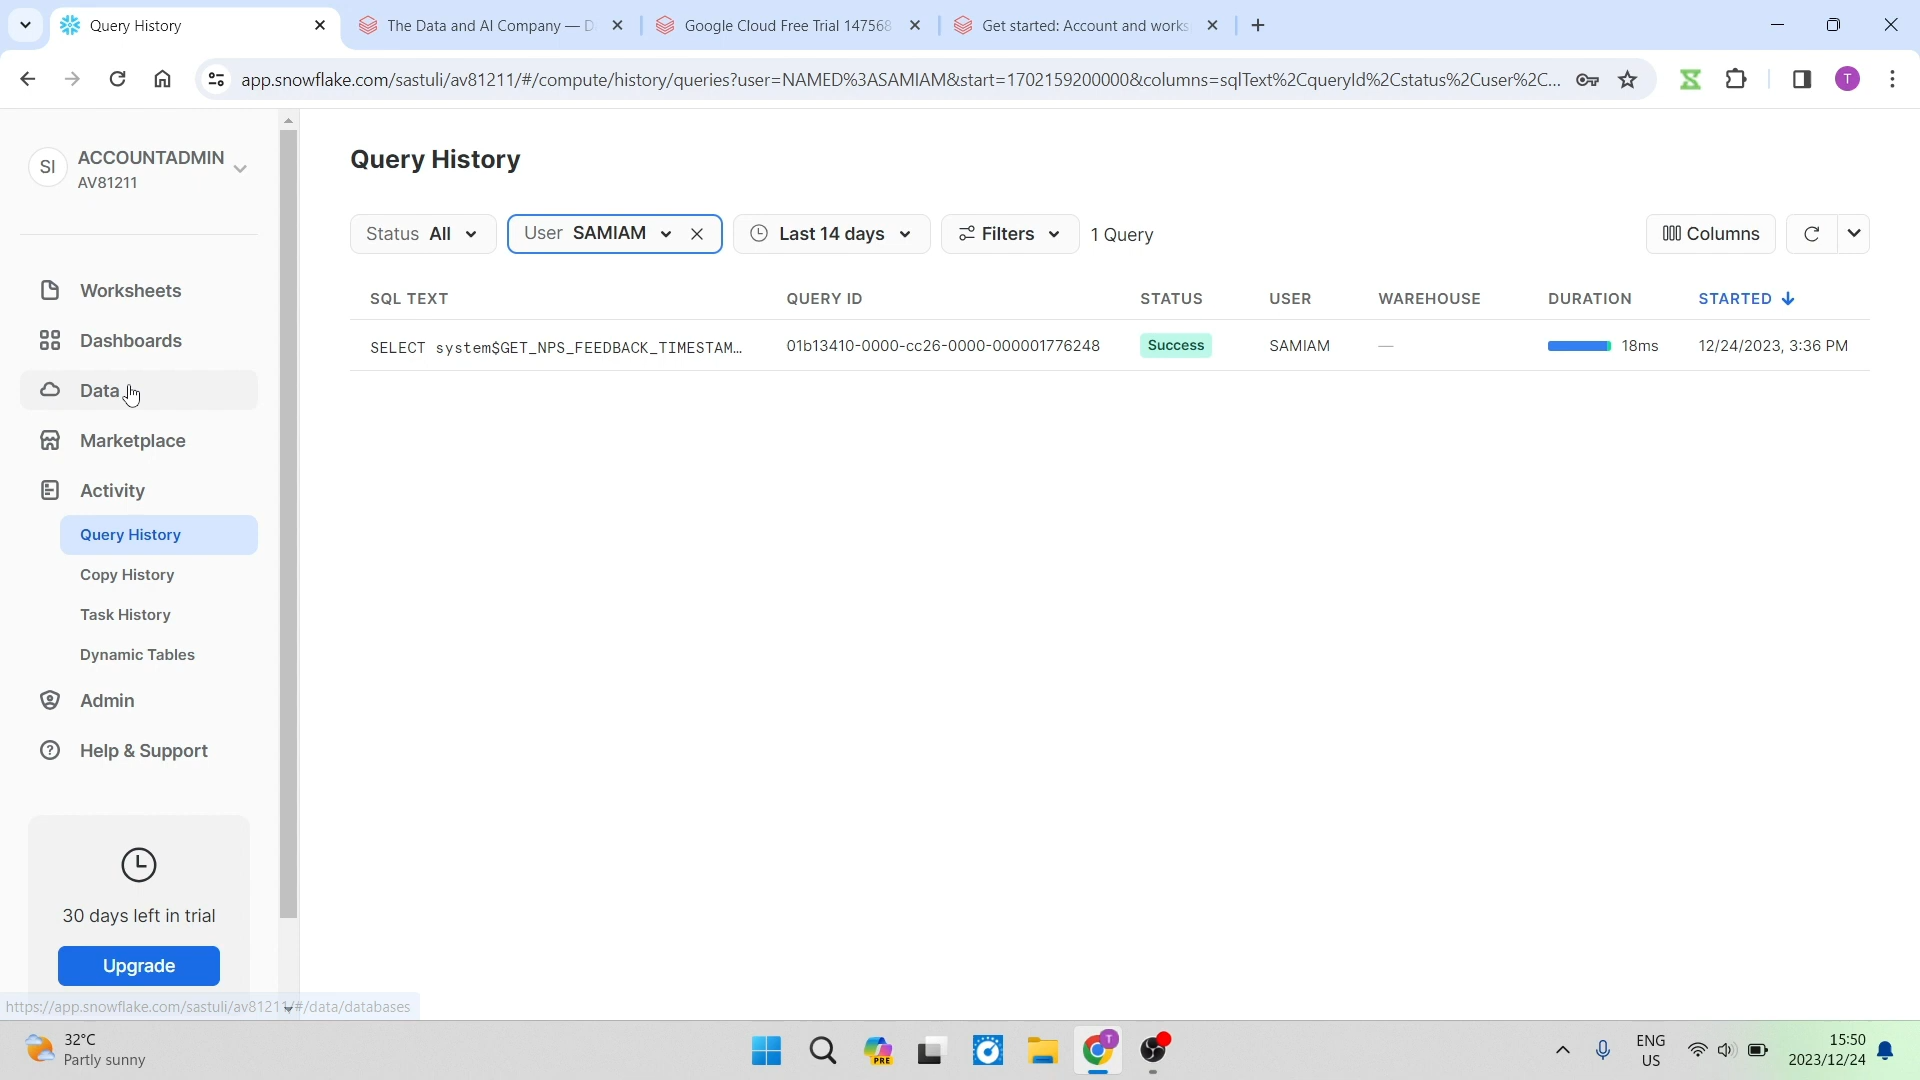 Query History
The Data and AI Company — D
Google Cloud Free Trial 147568
Get started: Account and works
app.snowflake.com/sastuli/av81211/#/compute/history/queries?user=NAMED%3ASAMIAM&start=1702159200000&columns=sqlText%2CqueryId%2Cstatus%2Cuser%2C...
T
SI
ACCOUNTADMIN
AV81211
Worksheets
Dashboards
Data
Marketplace
Activity
Query History
Copy History
Task History
Dynamic Tables
Admin
Help & Support
30 days left in trial
Upgrade
https://app.snowflake.com/sastuli/av81211/#/data/databases
Query History
Status All
User SAMIAM
Last 14 days
Filters
1 Query
Columns
SQL TEXT QUERY ID STATUS USER WAREHOUSE DURATION STARTED
SELECT system$GET_NPS_FEEDBACK_TIMESTAM... 01b13410-0000-cc26-0000-000001776248 Success SAMIAM — 18ms 12/24/2023, 3:36 PM
32°C
Partly sunny
PRE
T
ENG
US
15:50
2023/12/24